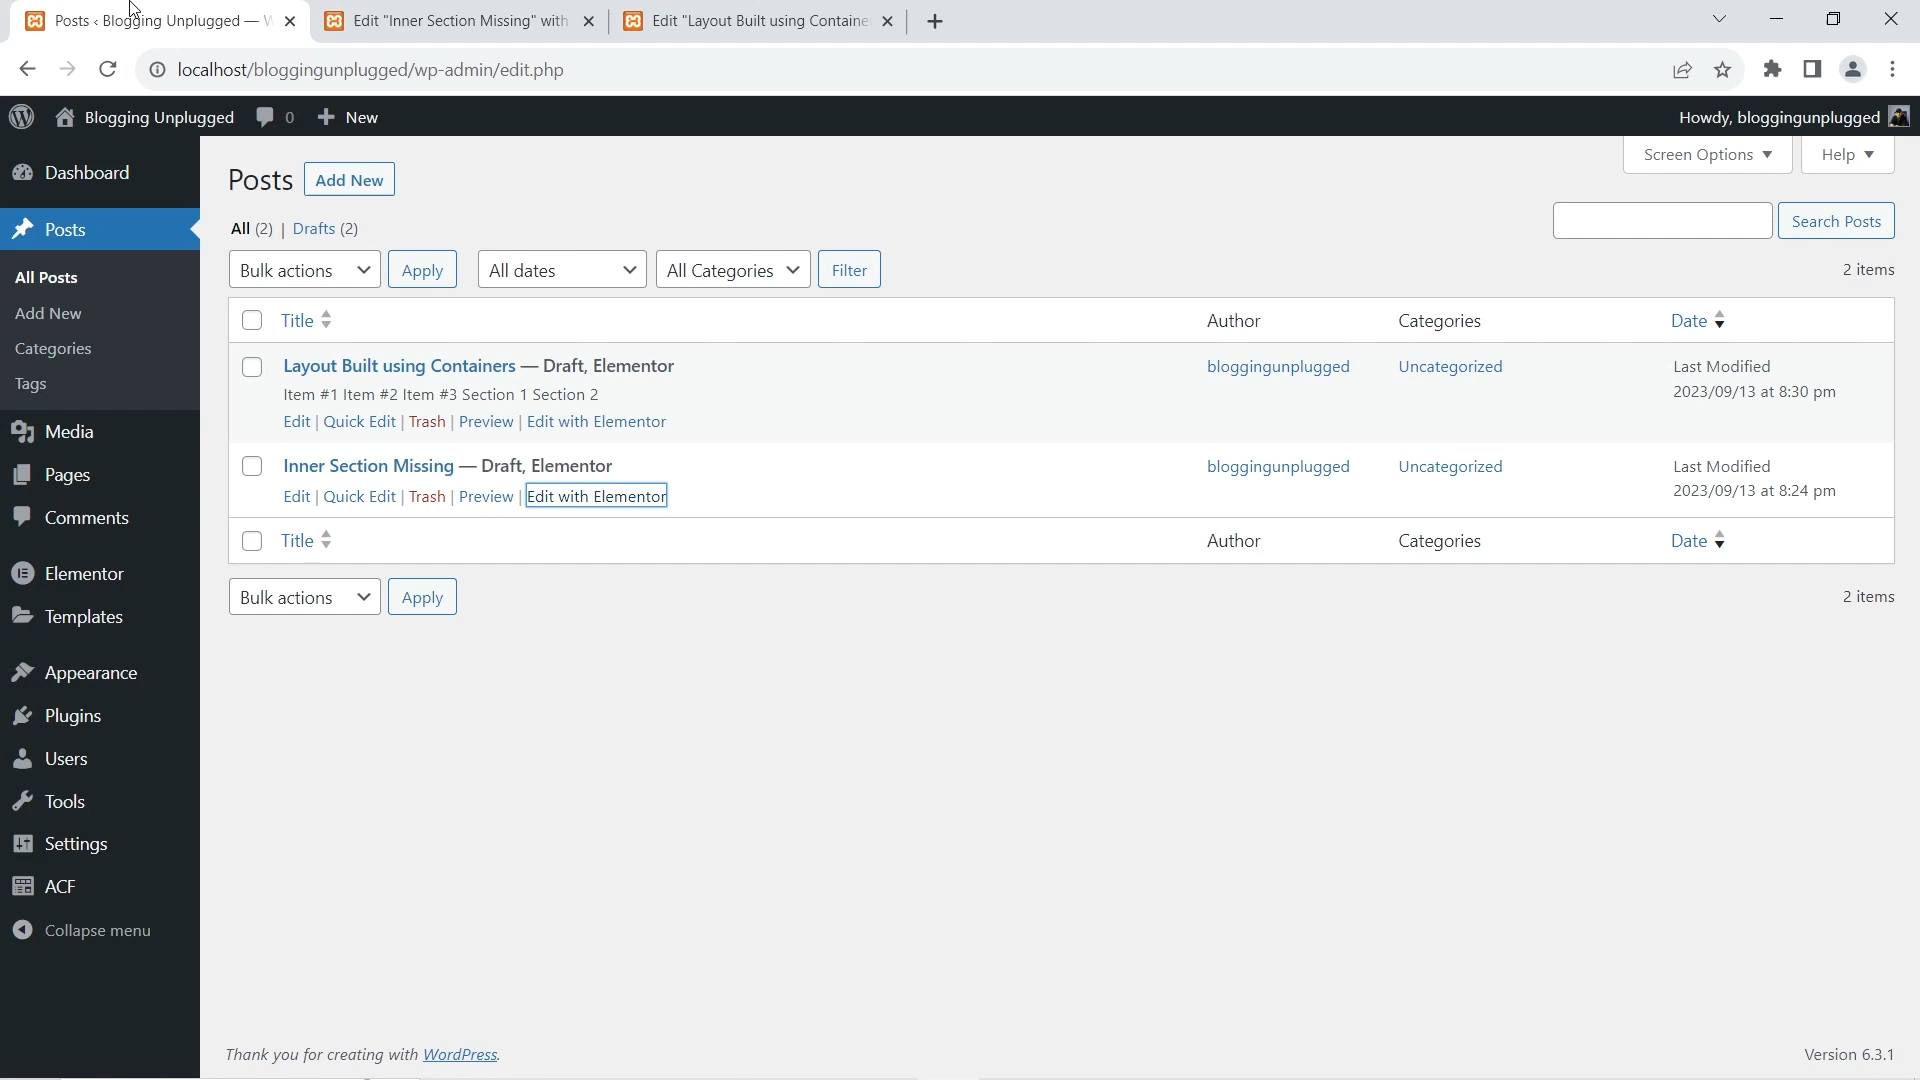 Posts ‹ Blogging Unplugged —
Edit "Inner Section Missing" with
Edit "Layout Built using Containe
localhost/bloggingunplugged/wp-admin/edit.php
Blogging Unplugged 0 New
Howdy, bloggingunplugged
Dashboard
Posts
All Posts
Add New
Categories
Tags
Media
Pages
Comments
Elementor
Templates
Appearance
Plugins
Users
Tools
Settings
ACF
Collapse menu
Screen Options Help
Posts Add New
All (2) | Drafts (2)
Search Posts
Bulk actions Apply All dates All Categories Filter 2 items
Title Author Categories Date
Layout Built using Containers — Draft, Elementor bloggingunplugged Uncategorized Last Modified
Item #1 Item #2 Item #3 Section 1 Section 2 2023/09/13 at 8:30 pm
Edit | Quick Edit | Trash | Preview | Edit with Elementor
Inner Section Missing — Draft, Elementor bloggingunplugged Uncategorized Last Modified
Edit | Quick Edit | Trash | Preview | Edit with Elementor 2023/09/13 at 8:24 pm
Title Author Categories Date
Bulk actions Apply 2 items
Thank you for creating with WordPress. Version 6.3.1